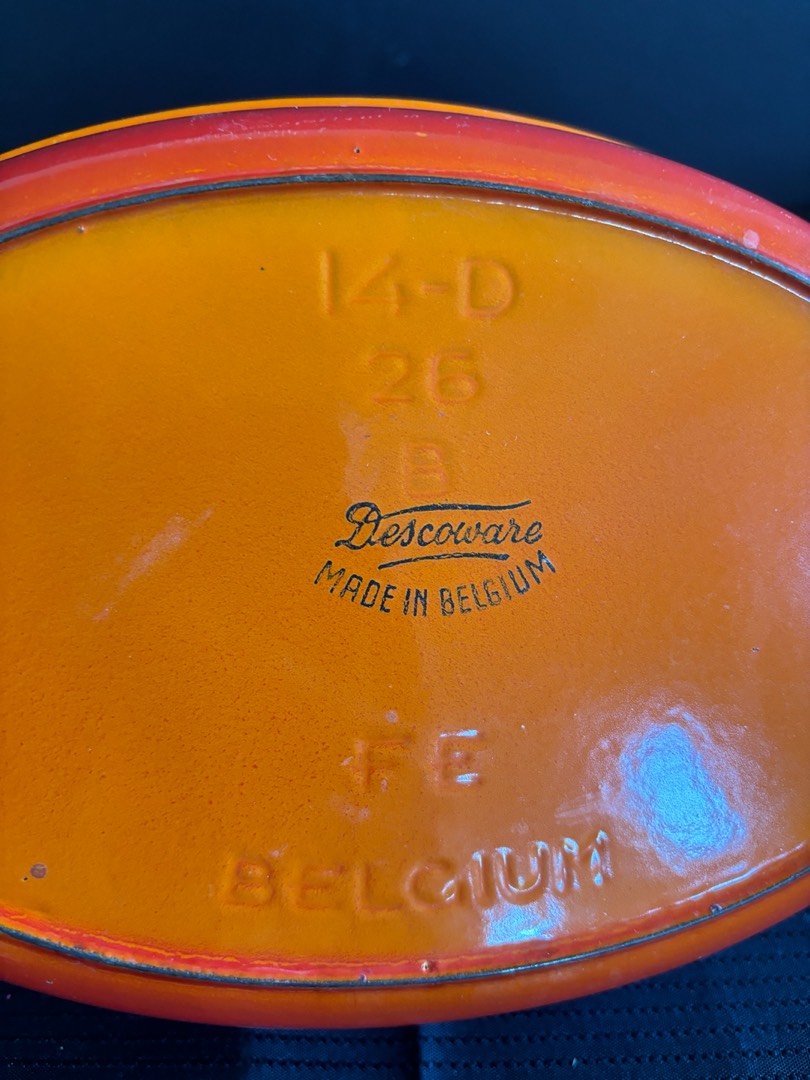 14-D
26
B
Descoware
MADE IN BELGIUM
FE
BELGIUM